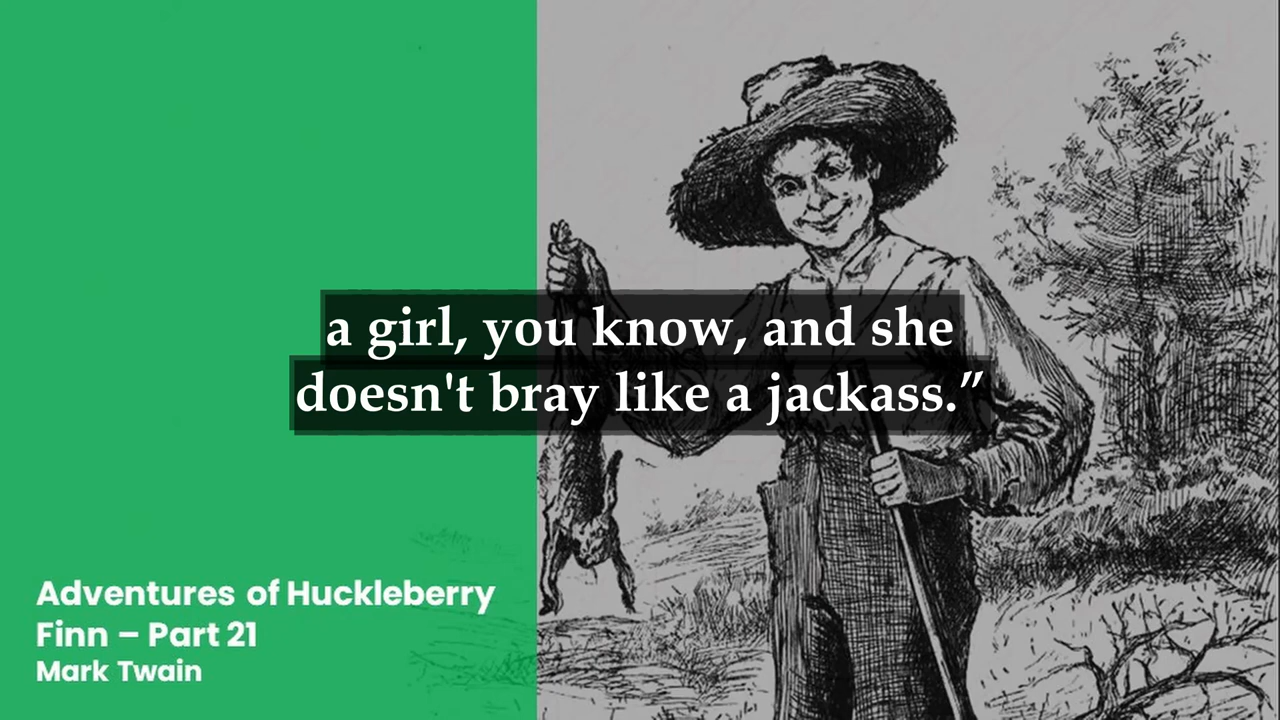 a girl, you know, and she
doesn't bray like a jackass.”
Adventures of Huckleberry
Finn – Part 21
Mark Twain